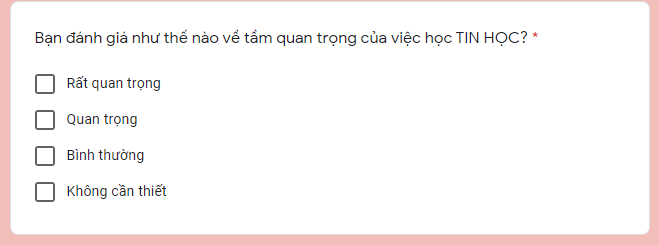 Bạn đánh giá như thế nào về tầm quan trọng của việc học TIN HỌC? *
Rất quan trọng
Quan trọng
Bình thường
Không cần thiết